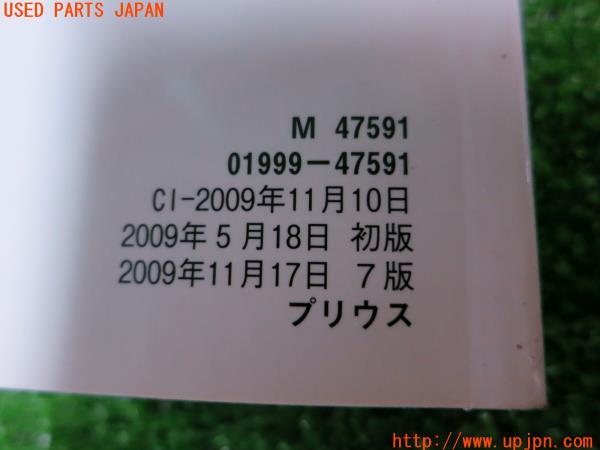 USED PARTS JAPAN
M 47591
01999-47591
CI-2009年11月10日
2009年 5月18日 初版
2009年11月17日 7版
プリウス
http://www.upjpn.com/